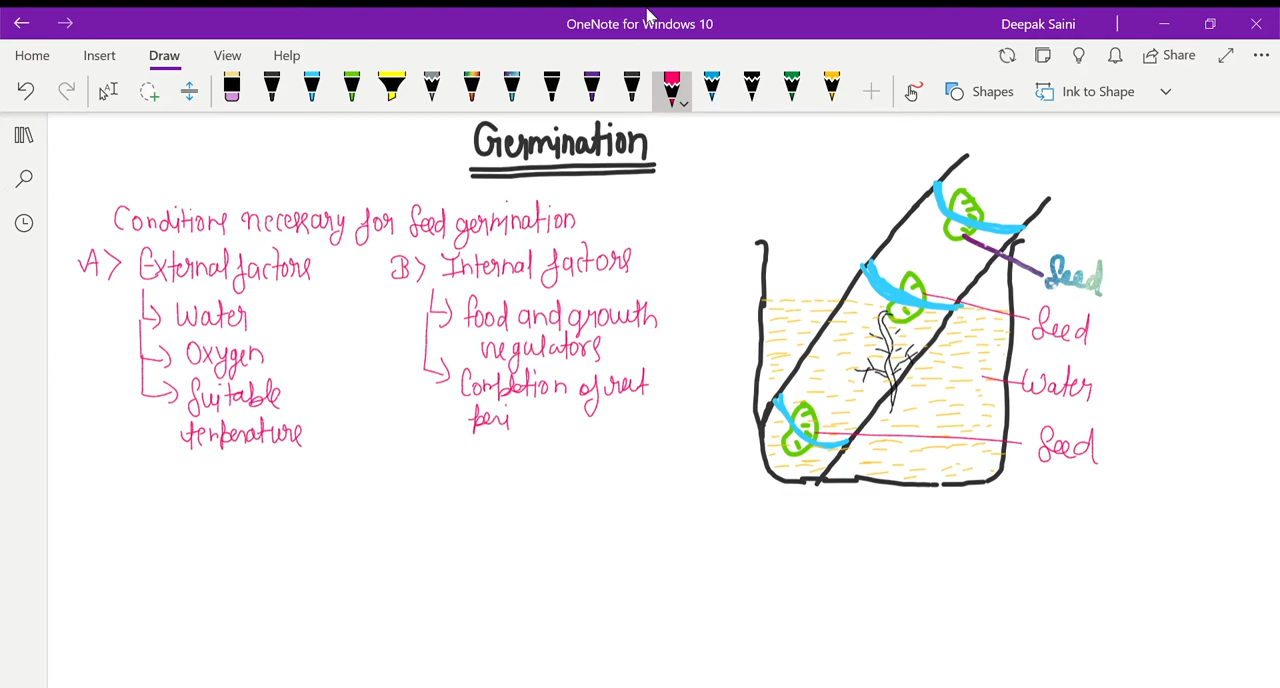 OneNote for Windows 10
Deepak Saini
Home Insert Draw View Help
Share
Shapes
Ink to Shape
Germination
Conditions necessary for seed germination
A> External factors
Water
Oxygen
Suitable
temperature
B> Internal factors
food and growth
regulators
Completion of rest
peri
Seed
Seed
Water
Seed